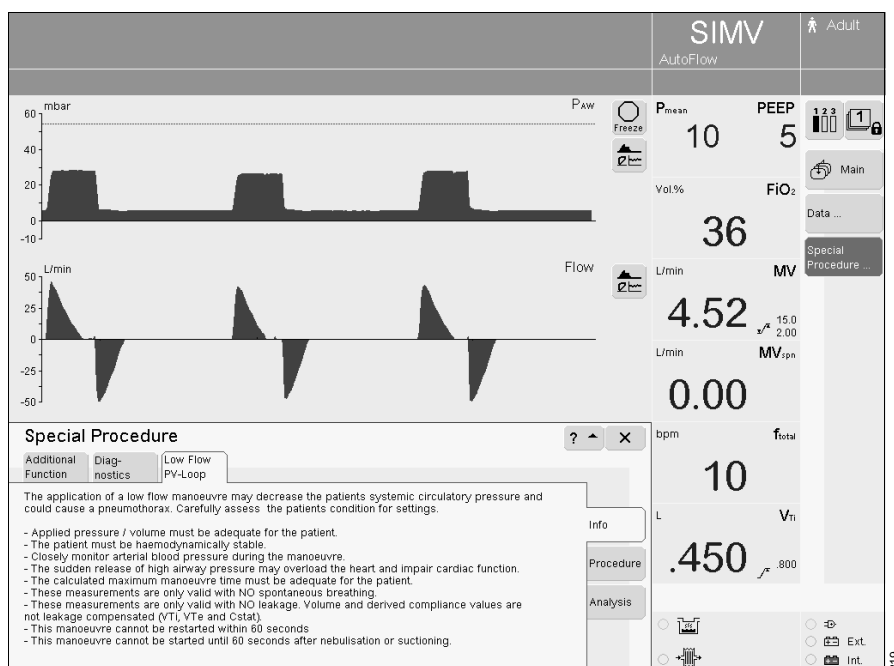 SIMV
AutoFlow
Adult
mbar
PAW
60
40
20
0
-10
Freeze
Pmean PEEP
10 5
1 2 3
1
Main
Vol.% FiO2
36
Data ...
Special
Procedure ...
L/min
Flow
50
25
0
-25
-50
L/min MV
4.52
15.0
2.00
L/min MVspn
0.00
bpm ftotal
10
L VTi
.450
.800
Special Procedure
? X
Additional
Function
Diag-
nostics
Low Flow
PV-Loop
The application of a low flow manoeuvre may decrease the patients systemic circulatory pressure and
could cause a pneumothorax. Carefully assess the patients condition for settings.
- Applied pressure / volume must be adequate for the patient.
- The patient must be haemodynamically stable.
- Closely monitor arterial blood pressure during the manoeuvre.
- The sudden release of high airway pressure may overload the heart and impair cardiac function.
- The calculated maximum manoeuvre time must be adequate for the patient.
- These measurements are only valid with NO spontaneous breathing.
- These measurements are only valid with NO leakage. Volume and derived compliance values are
not leakage compensated (VTi, VTe and Cstat).
- This manoeuvre cannot be restarted within 60 seconds
- This manoeuvre cannot be started until 60 seconds after nebulisation or suctioning.
Info
Procedure
Analysis
Ext.
Int.